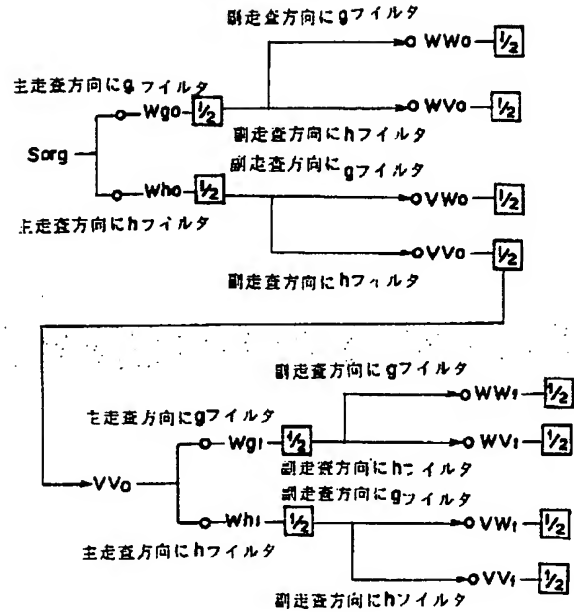 副走査方向にgフィルタ
WW0 1/2
主走査方向にgフィルタ
Wg0 1/2
WV0 1/2
副走査方向にhフィルタ
Sorg
副走査方向にgフィルタ
Wh0 1/2
VW0 1/2
主走査方向にhフィルタ
VV0 1/2
副走査方向にhフィルタ
副走査方向にgフィルタ
WW1 1/2
主走査方向にgフィルタ
Wg1 1/2
WV1 1/2
副走査方向にhフィルタ
VV0
副走査方向にgフィルタ
Wh1 1/2
VW1 1/2
主走査方向にhフィルタ
VV1 1/2
副走査方向にhフィルタ